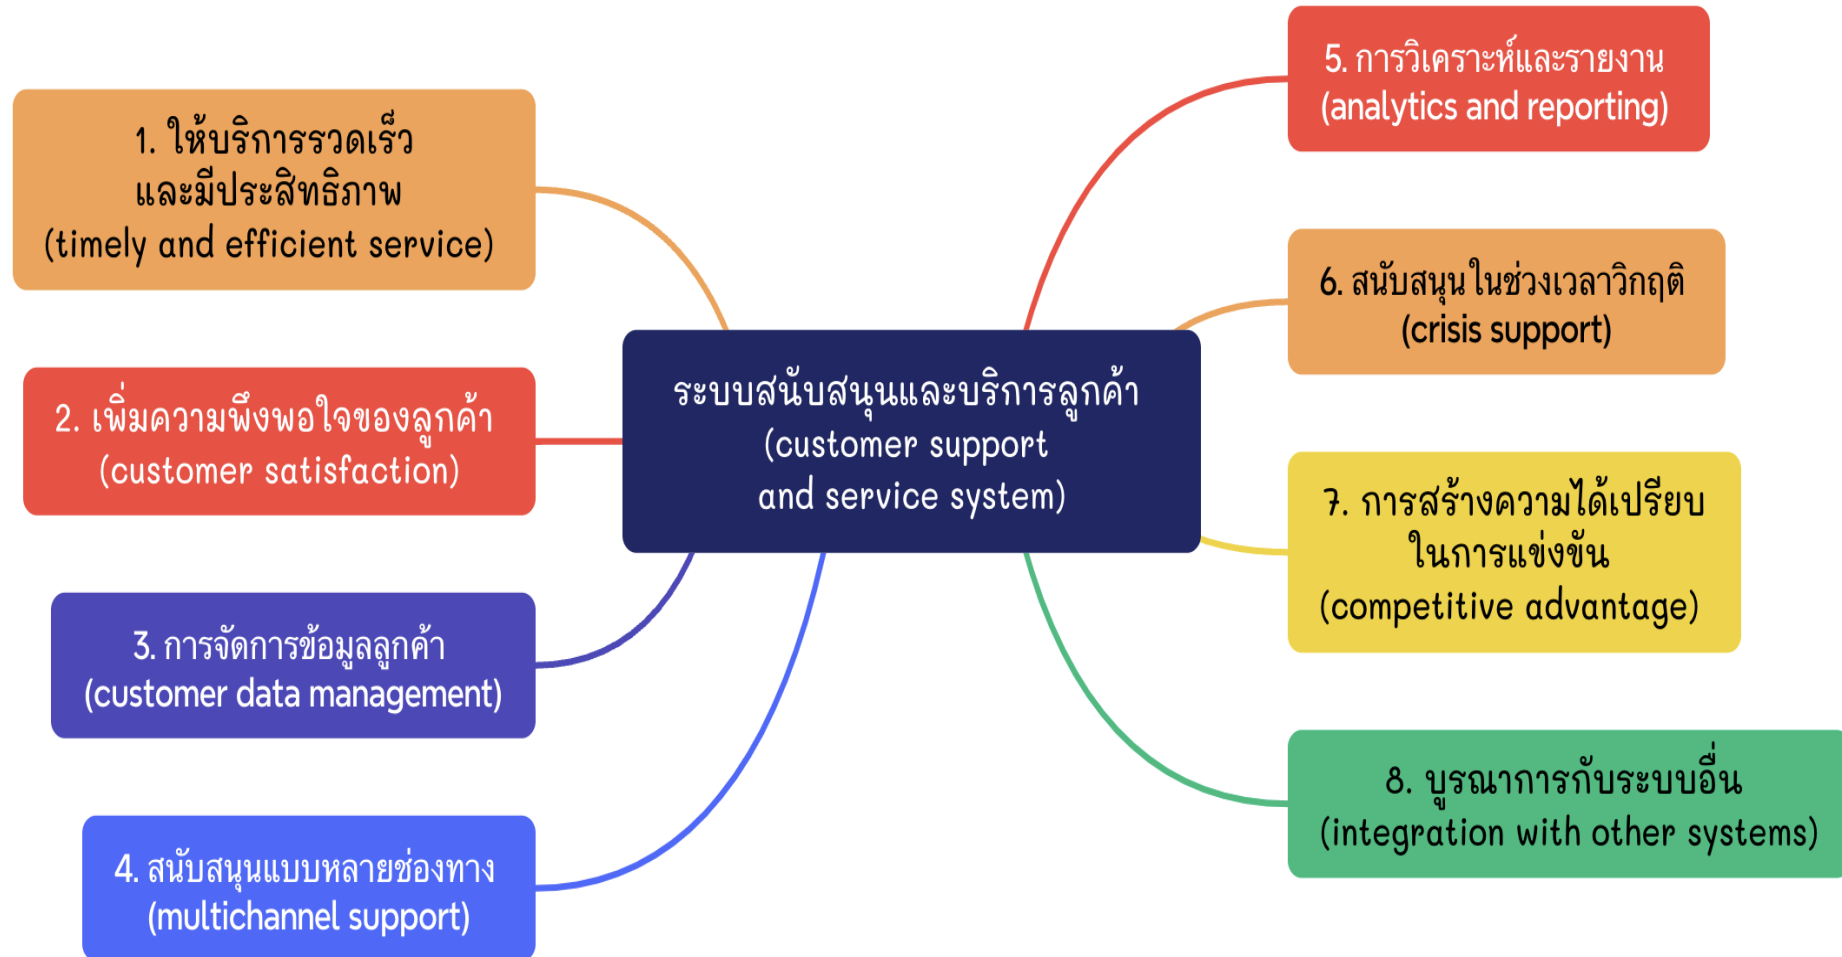 1. ให้บริการรวดเร็ว
และมีประสิทธิภาพ
(timely and efficient service)
2. เพิ่มความพึงพอใจของลูกค้า
(customer satisfaction)
3. การจัดการข้อมูลลูกค้า
(customer data management)
4. สนับสนุนแบบหลายช่องทาง
(multichannel support)
ระบบสนับสนุนและบริการลูกค้า
(customer support
and service system)
5. การวิเคราะห์และรายงาน
(analytics and reporting)
6. สนับสนุนในช่วงเวลาวิกฤติ
(crisis support)
7. การสร้างความได้เปรียบ
ในการแข่งขัน
(competitive advantage)
8. บูรณาการกับระบบอื่น
(integration with other systems)